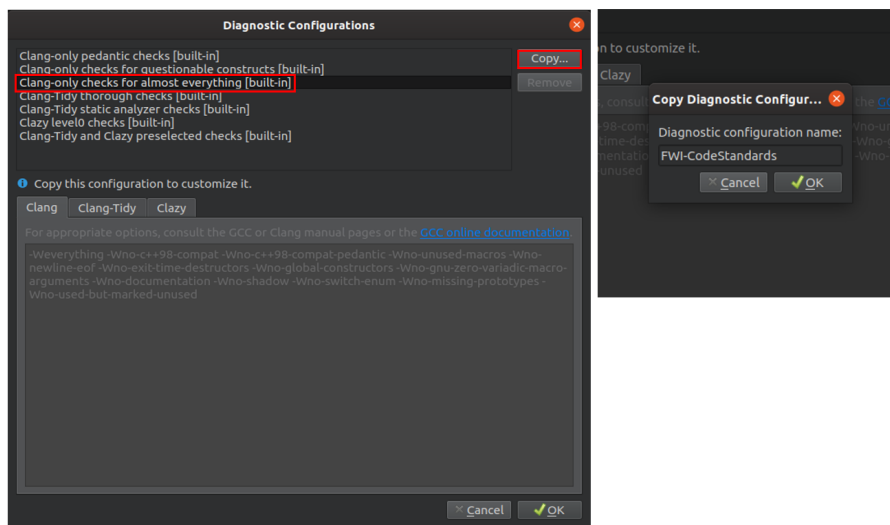 Diagnostic Configurations
Clang-only pedantic checks [built-in]
Clang-only checks for questionable constructs [built-in]
Clang-only checks for almost everything [built-in]
Clang-Tidy thorough checks [built-in]
Clang-Tidy static analyzer checks [built-in]
Clazy level0 checks [built-in]
Clang-Tidy and Clazy preselected checks [built-in]
Copy...
Remove
Copy this configuration to customize it.
Clang
Clang-Tidy
Clazy
For appropriate options, consult the GCC or Clang manual pages or the GCC online documentation.
-Weverything -Wno-c++98-compat -Wno-c++98-compat-pedantic -Wno-unused-macros -Wno-
newline-eof -Wno-exit-time-destructors -Wno-global-constructors -Wno-gnu-zero-variadic-macro-
arguments -Wno-documentation -Wno-shadow -Wno-switch-enum -Wno-missing-prototypes -
Wno-used-but-marked-unused
Cancel
OK
n to customize it.
Clazy
Copy Diagnostic Configur...
Diagnostic configuration name:
FWI-CodeStandards
Cancel
OK